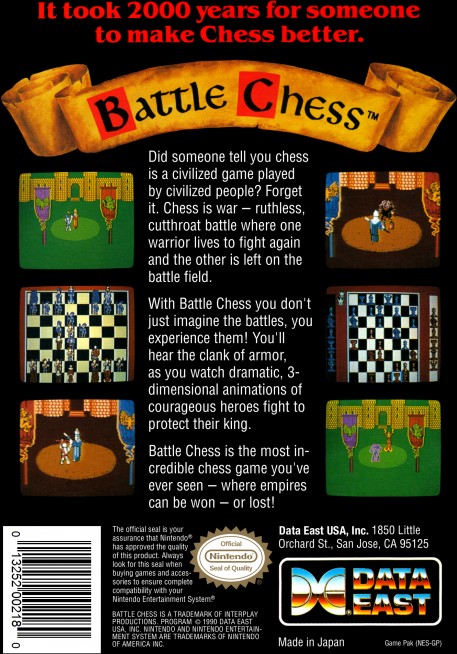 It took 2000 years for someone
to make Chess better.
BATTLE CHESS™
Did someone tell you chess
is a civilized game played
by civilized people? Forget
it. Chess is war – ruthless,
cutthroat battle where one
warrior lives to fight again
and the other is left on the
battle field.
With Battle Chess you don't
just imagine the battles, you
experience them! You'll
hear the clank of armor,
as you watch dramatic, 3-
dimensional animations of
courageous heroes fight to
protect their king.
Battle Chess is the most in-
credible chess game you've
ever seen – where empires
can be won – or lost!
0 13252 00218 0
The official seal is your
assurance that Nintendo®
has approved the quality
of this product. Always
look for this seal when
buying games and acces-
sories to ensure complete
compatibility with your
Nintendo Entertainment System®
BATTLE CHESS IS A TRADEMARK OF INTERPLAY
PRODUCTIONS. PROGRAM © 1990 DATA EAST
USA, INC. NINTENDO AND NINTENDO ENTERTAIN-
MENT SYSTEM ARE TRADEMARKS OF NINTENDO
OF AMERICA INC.
Official
Nintendo
Seal of Quality
Data East USA, Inc. 1850 Little
Orchard St., San Jose, CA 95125
DATA
EAST®
Made in Japan
Game Pak (NES-GP)